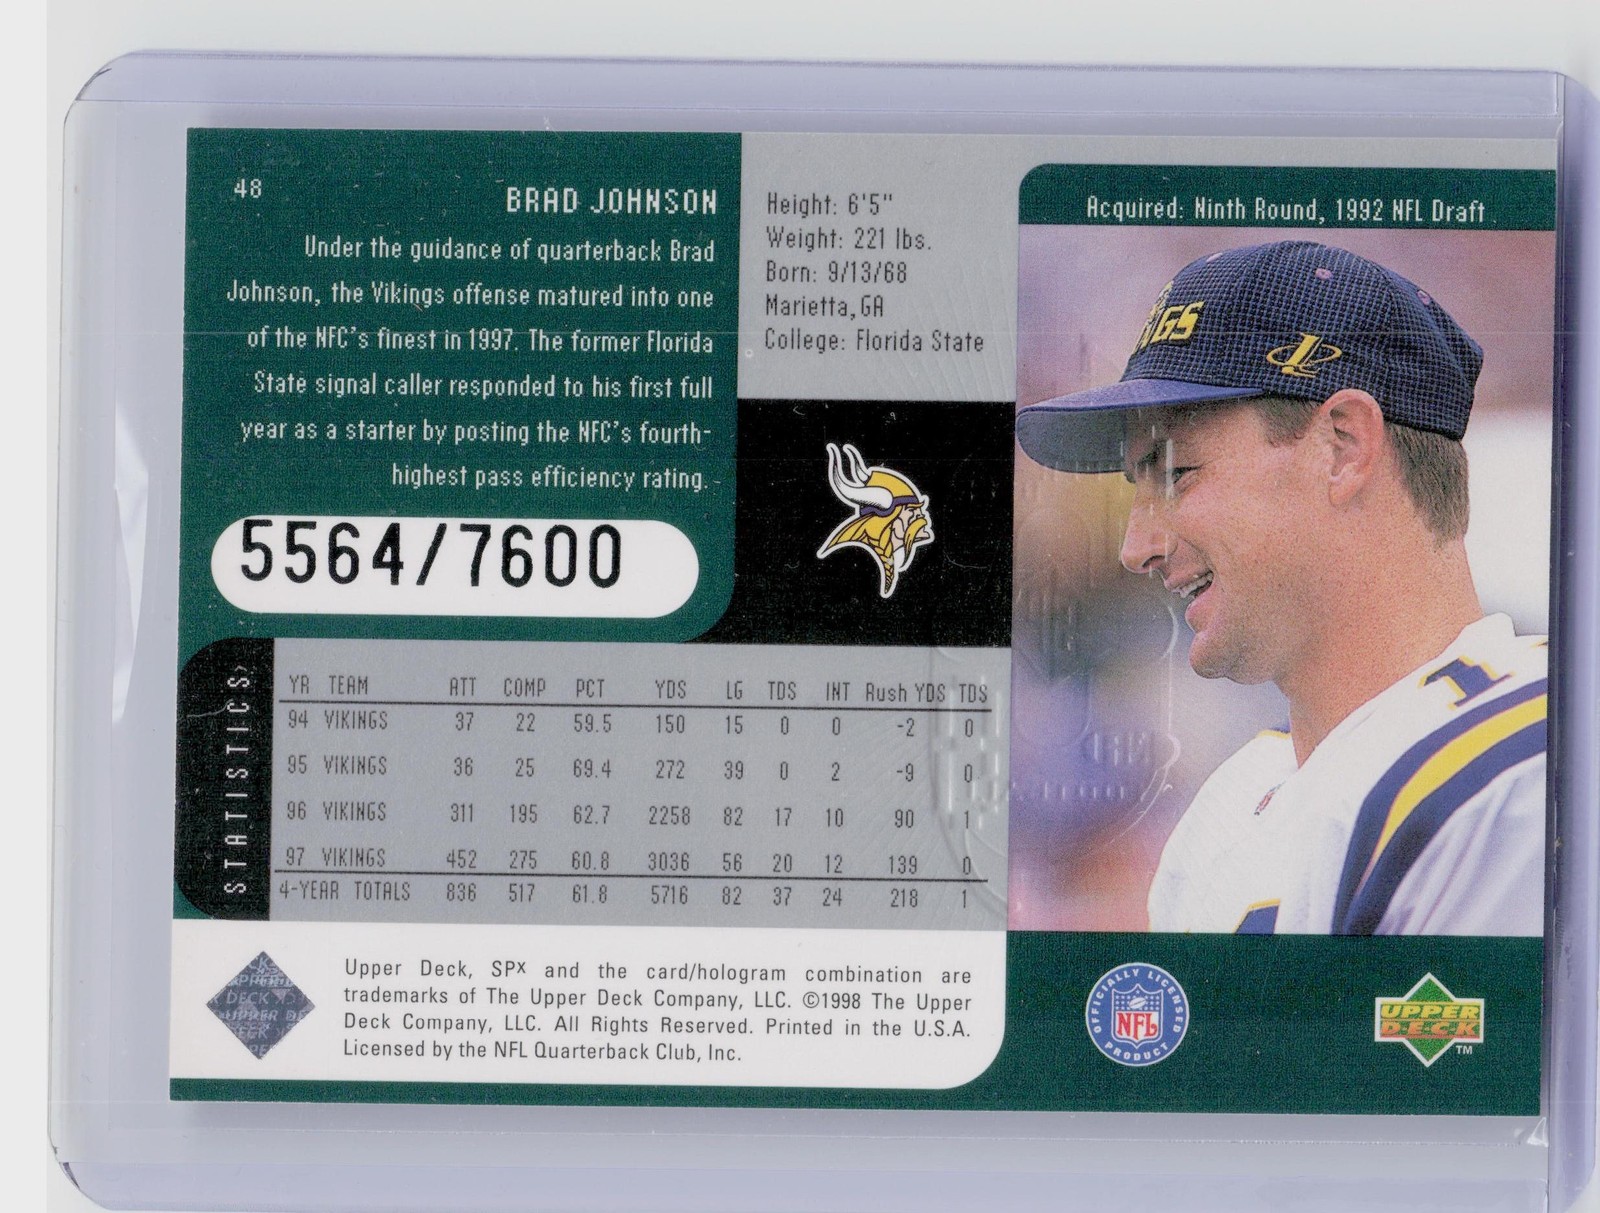 48
BRAD JOHNSON
Under the guidance of quarterback Brad
Johnson, the Vikings offense matured into one
of the NFC's finest in 1997. The former Florida
State signal caller responded to his first full
year as a starter by posting the NFC's fourth-
highest pass efficiency rating.
5564/7600
Height: 6'5"
Weight: 221 lbs.
Born: 9/13/68
Marietta, GA
College: Florida State
Acquired: Ninth Round, 1992 NFL Draft
GS
STATISTICS
YR TEAM ATT COMP PCT YDS LG TDS INT Rush YDS TDS
94 VIKINGS 37 22 59.5 150 15 0 0 -2 0
95 VIKINGS 36 25 69.4 272 39 0 2 -9 0
96 VIKINGS 311 195 62.7 2258 82 17 10 90 1
97 VIKINGS 452 275 60.8 3036 56 20 12 139 0
4-YEAR TOTALS 836 517 61.8 5716 82 37 24 218 1
Upper Deck, SPx and the card/hologram combination are
trademarks of The Upper Deck Company, LLC. ©1998 The Upper
Deck Company, LLC. All Rights Reserved. Printed in the U.S.A.
Licensed by the NFL Quarterback Club, Inc.
OFFICIALLY LICENSED
NFL
PRODUCT
UPPER
DECK
TM